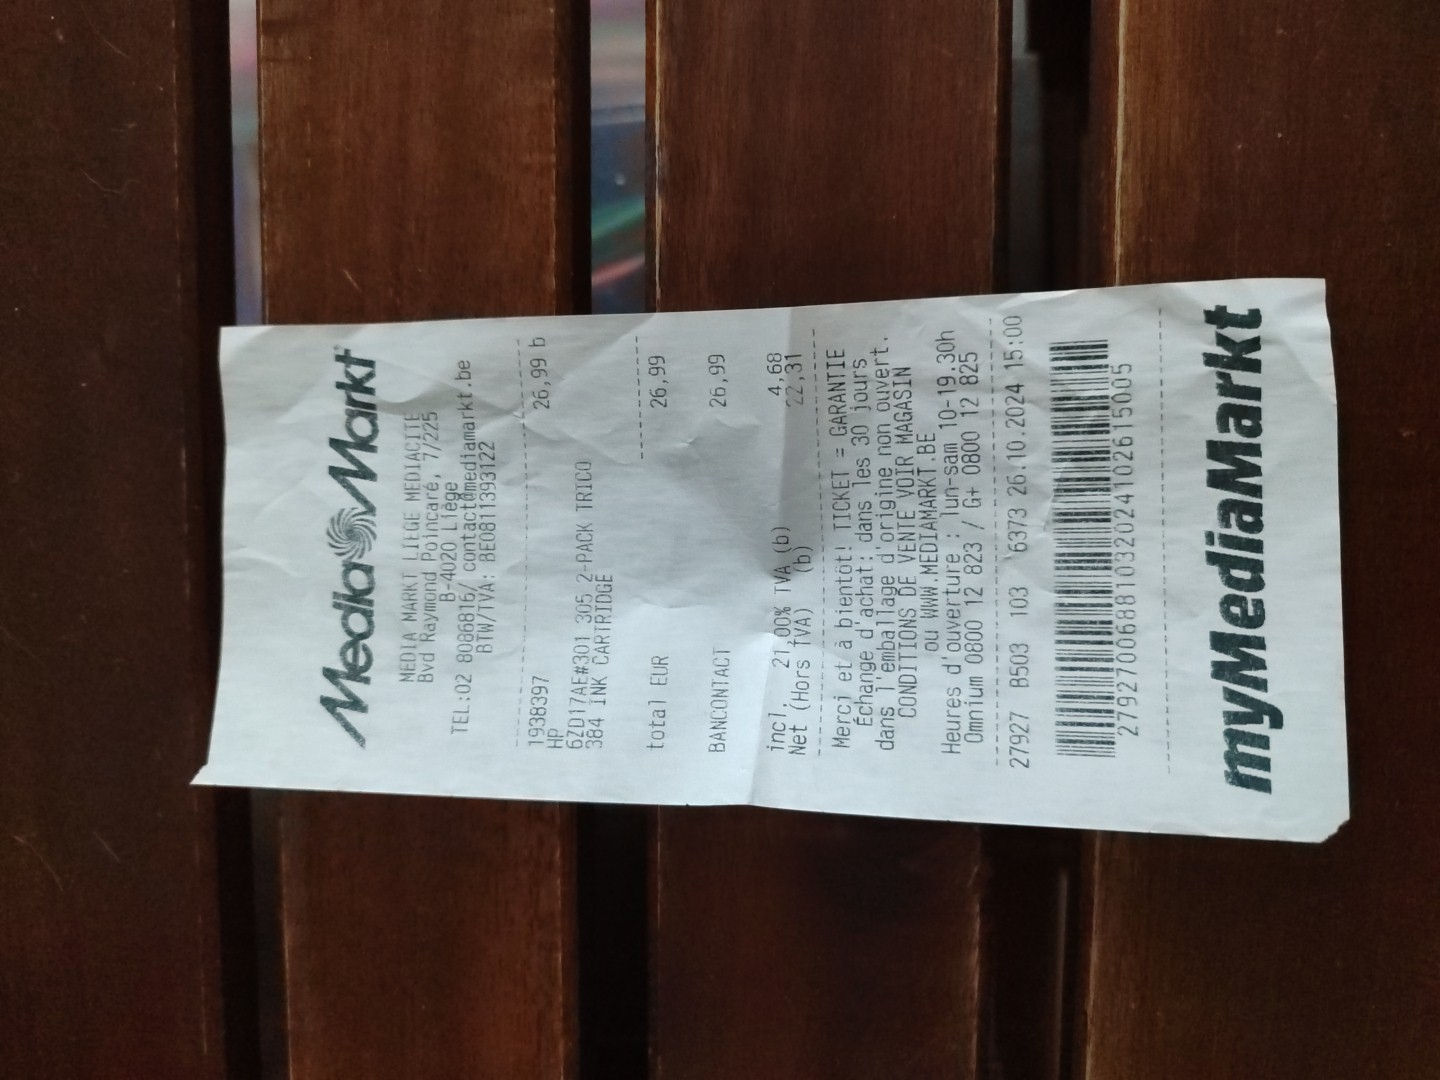 Media Markt
MEDIA MARKT LIEGE MEDIACITE
Bvd Raymond Poincaré, 7/225
B-4020 Liège
TEL:02 8086816/ contact@mediamarkt.be
BTW/TVA: BE0811393122
1938397 26,99 b
HP
6ZD17AE#301 305 2-PACK TRICO
384 INK CARTRIDGE
total EUR 26,99
BANCONTACT 26,99
incl. 21,00% TVA (b) 4,68
Net (Hors TVA) (b) 22,31
Merci et à bientôt! TICKET = GARANTIE
Échange d'achat: dans les 30 jours
dans l'emballage d'origine non ouvert.
CONDITIONS DE VENTE VOIR MAGASIN
ou WWW.MEDIAMARKT.BE
Heures d'ouverture : lun-sam 10-19.30h
Omnium 0800 12 823 / G+ 0800 12 825
27927 B503 103 6373 26.10.2024 15:00
2792700688103202410261500­5
myMediaMarkt